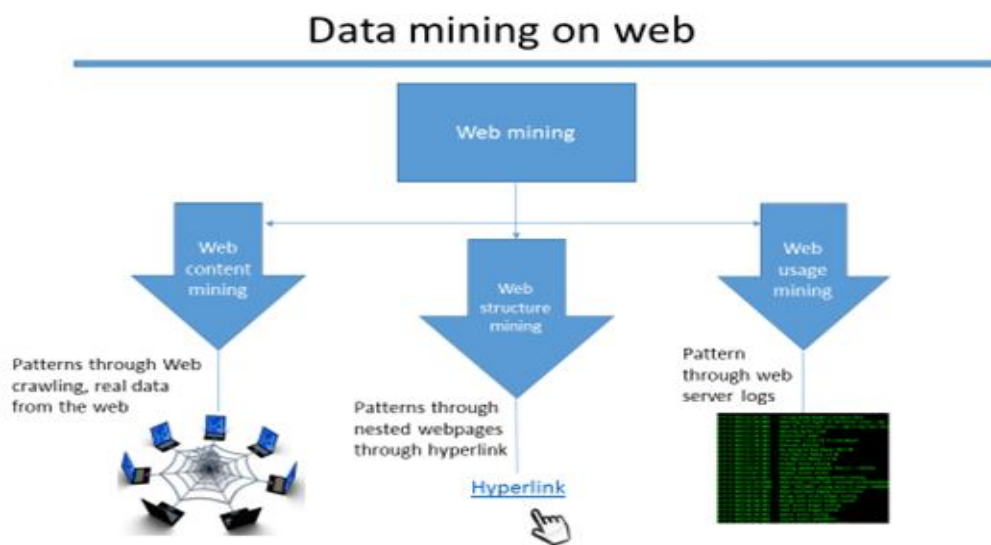 Data mining on web
Web mining
Web
content
mining
Web
structure
mining
Web
usage
mining
Patterns through Web
crawling, real data
from the web
Patterns through
nested webpages
through hyperlink
Hyperlink
Pattern
through web
server logs